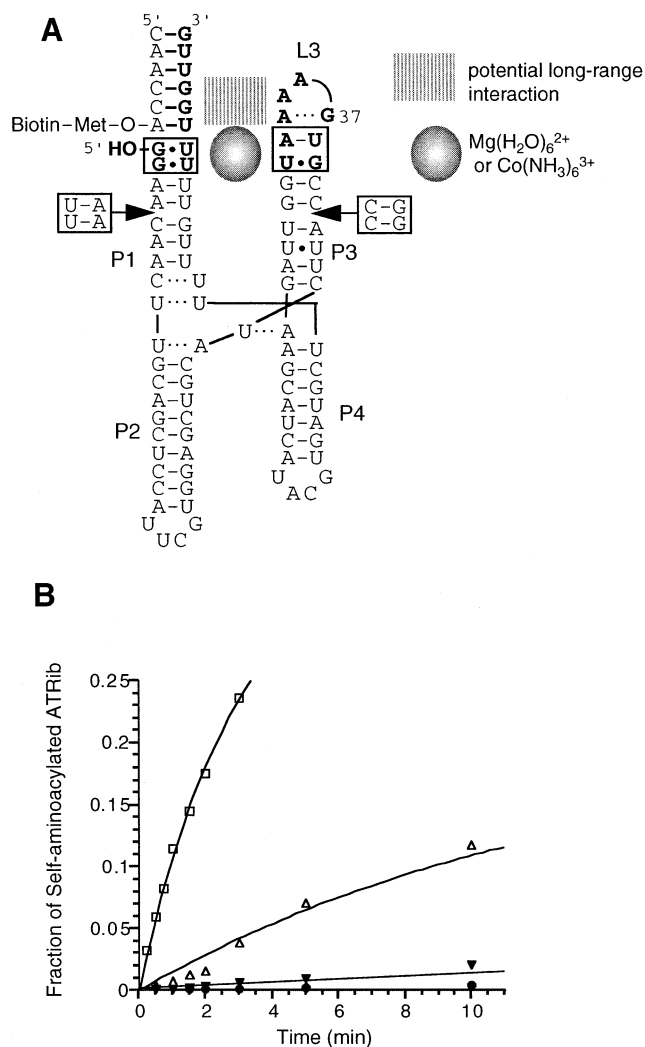 A
5' 3'
C–G
A–U
A–U
C–G
C–G
Biotin–Met–O–A–U
5' HO–G•U
G•U
A–U
A–U
C–G
A–U
A–U
C···U
U···U
U–A
U–A
P1
L3
A
A
A···G 37
A–U
U•G
G–C
G–C
U–A
U•U
A–U
G–C
C–G
C–G
P3
potential long-range
interaction
Mg(H2O)6 2+
or Co(NH3)6 3+
U···A
U···A
G–C
C–G
A–U
G–C
C–G
U–A
C–G
C–G
A–U
U G
UUC
P2
A–U
G–C
C–G
A–U
U–A
C–G
A–U
U G
AC
P4
B
Fraction of Self-aminoacylated ATRib
0.25
0.2
0.15
0.1
0.05
0
0 2 4 6 8 10
Time (min)